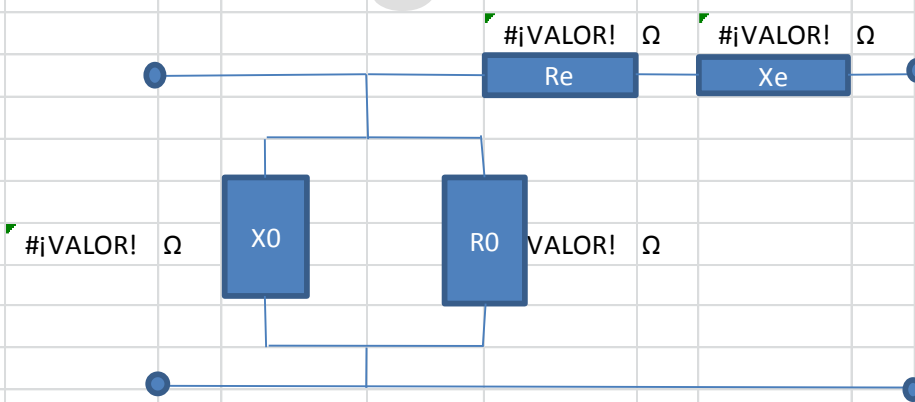 #¡VALOR! Ω #¡VALOR! Ω
Re Xe
#¡VALOR! Ω X0 R0 VALOR! Ω